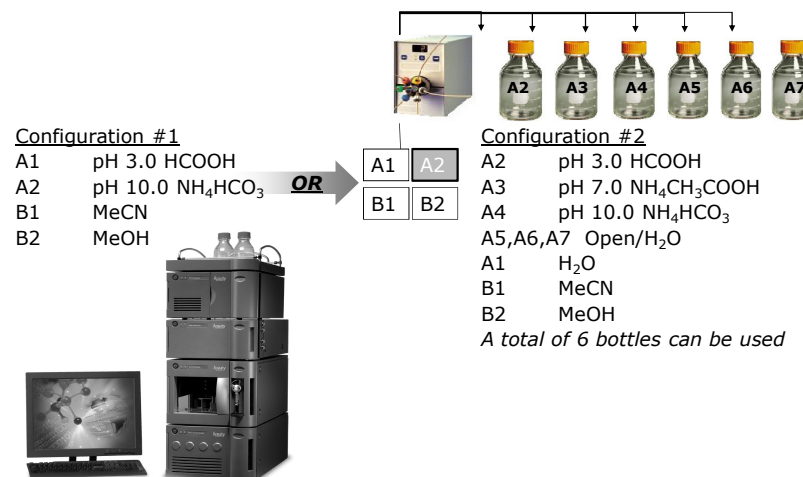 A2 A3 A4 A5 A6 A7
Configuration #1
A1 pH 3.0 HCOOH
A2 pH 10.0 NH₄HCO₃
B1 MeCN
B2 MeOH
OR
A1 A2
B1 B2
Configuration #2
A2 pH 3.0 HCOOH
A3 pH 7.0 NH₄CH₃COOH
A4 pH 10.0 NH₄HCO₃
A5,A6,A7 Open/H₂O
A1 H₂O
B1 MeCN
B2 MeOH
A total of 6 bottles can be used